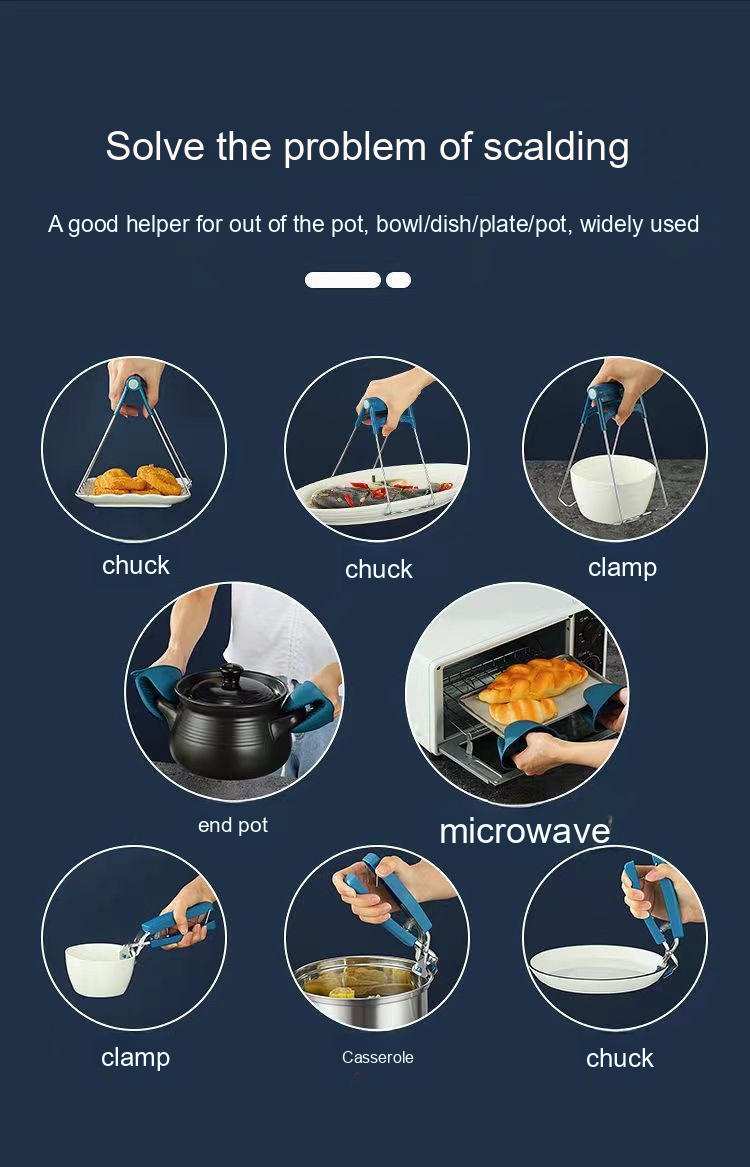 Solve the problem of scalding
A good helper for out of the pot, bowl/dish/plate/pot, widely used
chuck
chuck
clamp
end pot
microwave
clamp
Casserole
chuck